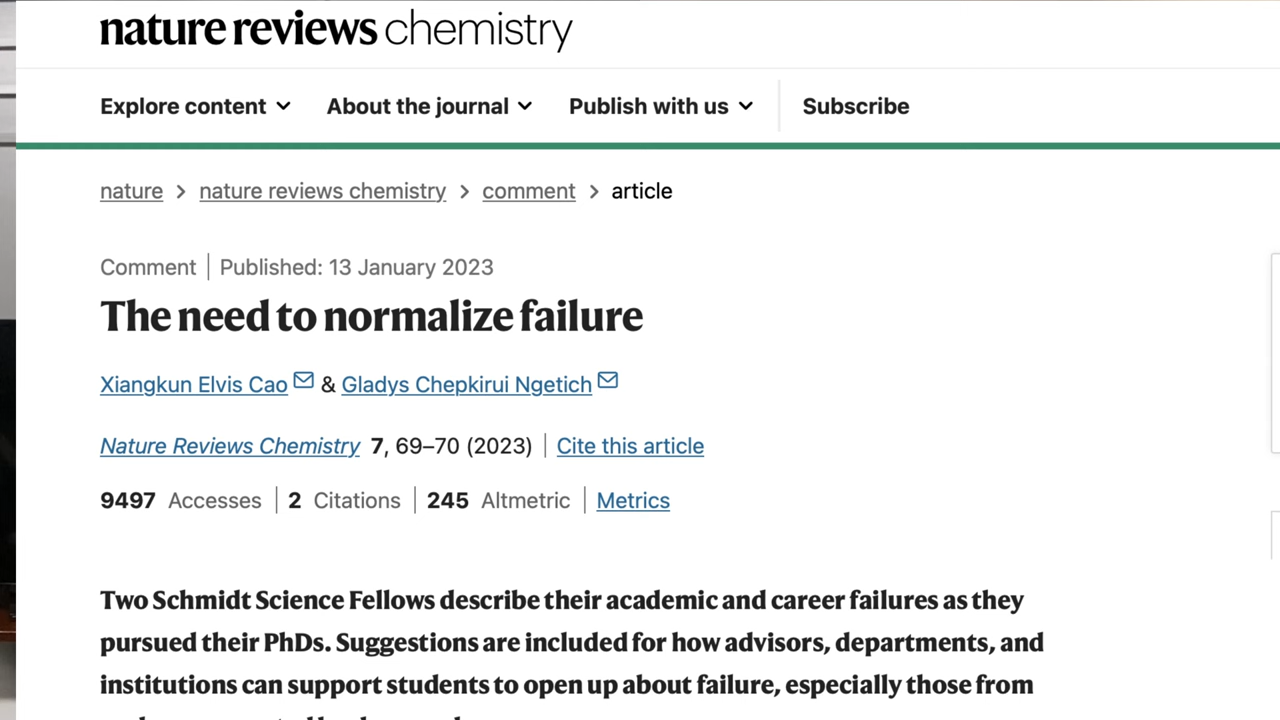 nature reviews chemistry
Explore content About the journal Publish with us Subscribe
nature > nature reviews chemistry > comment > article
Comment | Published: 13 January 2023
The need to normalize failure
Xiangkun Elvis Cao & Gladys Chepkirui Ngetich
Nature Reviews Chemistry 7, 69–70 (2023) | Cite this article
9497 Accesses | 2 Citations | 245 Altmetric | Metrics
Two Schmidt Science Fellows describe their academic and career failures as they
pursued their PhDs. Suggestions are included for how advisors, departments, and
institutions can support students to open up about failure, especially those from